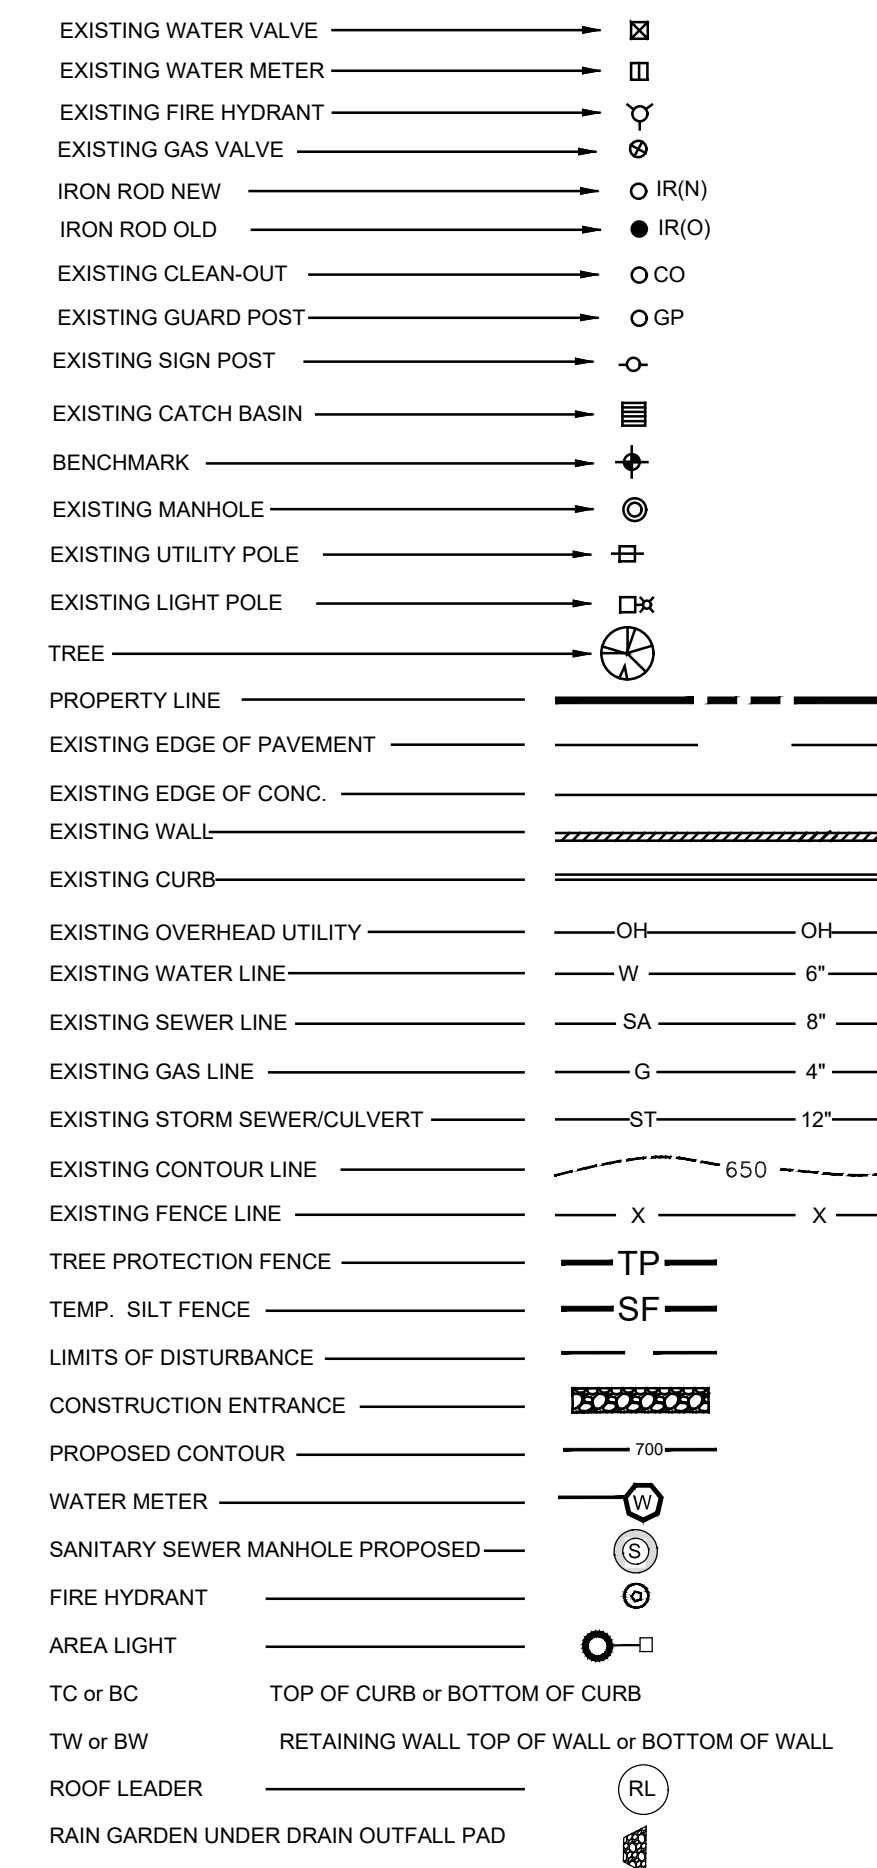 EXISTING WATER VALVE
EXISTING WATER METER
EXISTING FIRE HYDRANT
EXISTING GAS VALVE
IRON ROD NEW IR(N)
IRON ROD OLD IR(O)
EXISTING CLEAN-OUT CO
EXISTING GUARD POST GP
EXISTING SIGN POST
EXISTING CATCH BASIN
BENCHMARK
EXISTING MANHOLE
EXISTING UTILITY POLE
EXISTING LIGHT POLE
TREE
PROPERTY LINE
EXISTING EDGE OF PAVEMENT
EXISTING EDGE OF CONC.
EXISTING WALL
EXISTING CURB
EXISTING OVERHEAD UTILITY OH OH
EXISTING WATER LINE W 6"
EXISTING SEWER LINE SA 8"
EXISTING GAS LINE G 4"
EXISTING STORM SEWER/CULVERT ST 12"
EXISTING CONTOUR LINE 650
EXISTING FENCE LINE X X
TREE PROTECTION FENCE TP
TEMP. SILT FENCE SF
LIMITS OF DISTURBANCE
CONSTRUCTION ENTRANCE
PROPOSED CONTOUR 700
WATER METER W
SANITARY SEWER MANHOLE PROPOSED S
FIRE HYDRANT
AREA LIGHT
TC or BC TOP OF CURB or BOTTOM OF CURB
TW or BW RETAINING WALL TOP OF WALL or BOTTOM OF WALL
ROOF LEADER RL
RAIN GARDEN UNDER DRAIN OUTFALL PAD